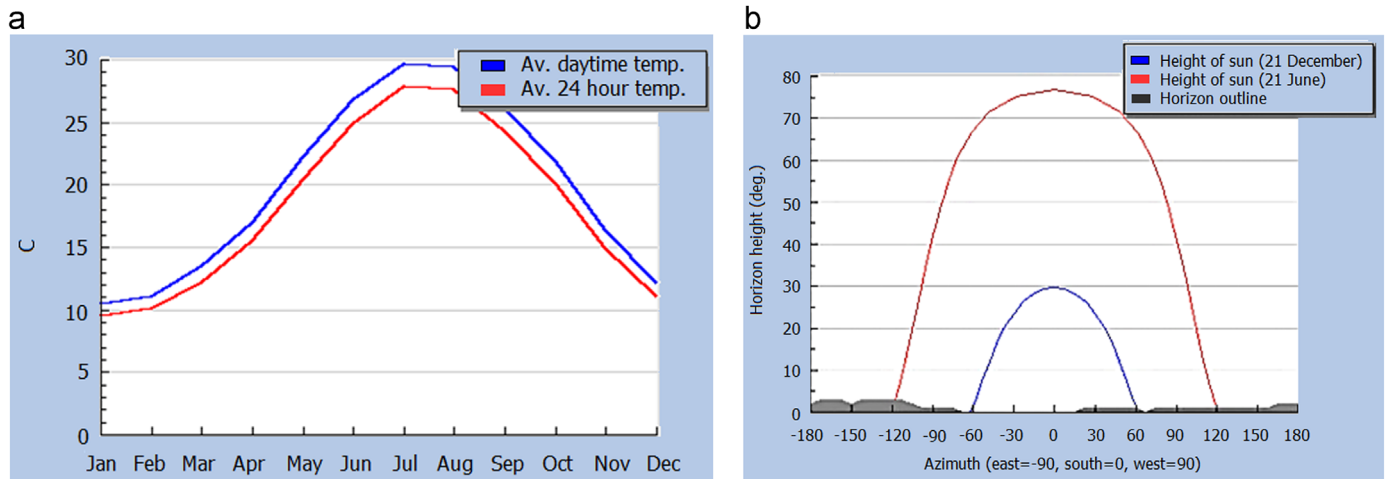 a
30
25
20
15
10
5
0
C
Av. daytime temp.
Av. 24 hour temp.
Jan Feb Mar Apr May Jun Jul Aug Sep Oct Nov Dec
b
Height of sun (21 December)
Height of sun (21 June)
Horizon outline
80
70
60
50
40
30
20
10
0
Horizon height (deg.)
-180 -150 -120 -90 -60 -30 0 30 60 90 120 150 180
Azimuth (east=-90, south=0, west=90)